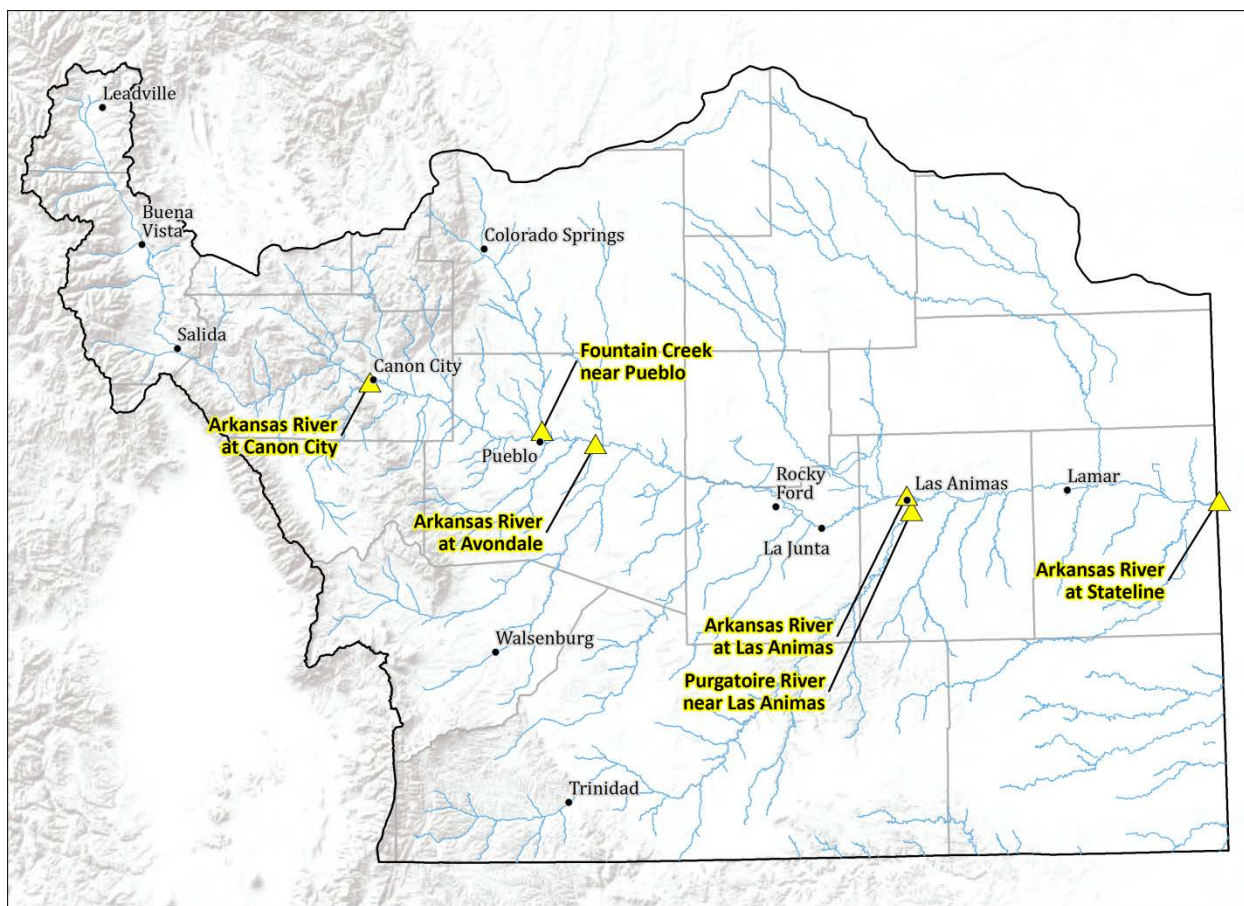 Leadville
Buena
Vista
Colorado Springs
Salida
Fountain Creek
near Pueblo
Canon City
Arkansas River
at Canon City
Pueblo
Rocky
Ford
Las Animas
Lamar
Arkansas River
at Avondale
La Junta
Arkansas River
at Stateline
Walsenburg
Arkansas River
at Las Animas
Purgatoire River
near Las Animas
Trinidad